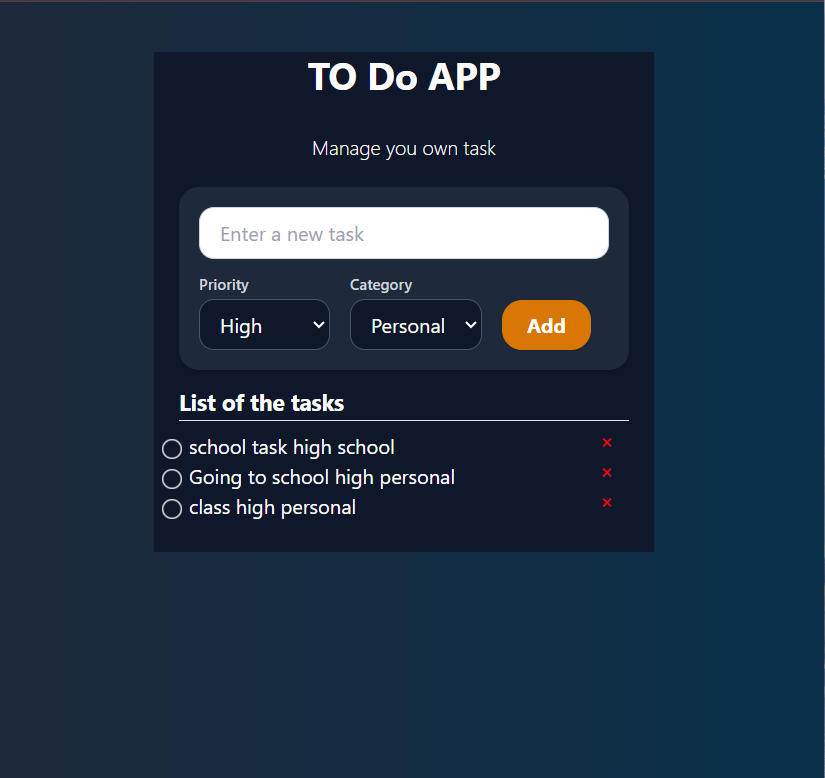 TO Do APP
Manage you own task
Enter a new task
Priority Category
High Personal Add
List of the tasks
school task high school ×
Going to school high personal ×
class high personal ×